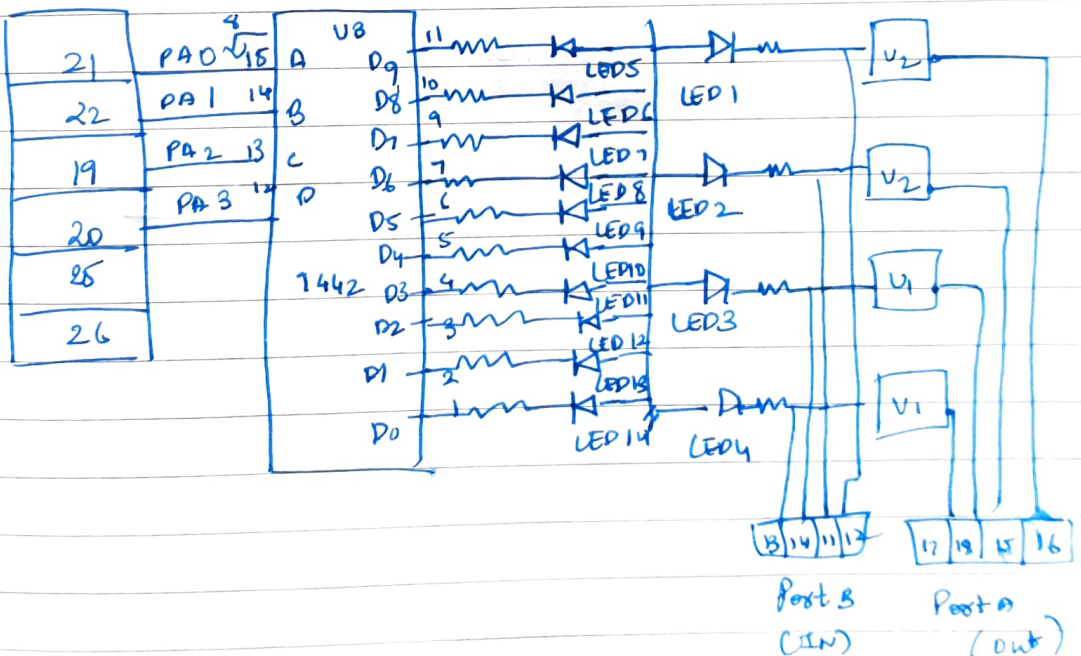 21 PA0 15 A
22 PA1 14 B
19 PA2 13 C
20 PA3 12 D
25
26
U8
7442
D9 11 LED5
D8 10 LED6
D7 9 LED7
D6 7 LED8
D5 6 LED9
D4 5 LED10
D3 4 LED11
D2 3 LED12
D1 2 LED13
D0 1 LED14
LED1 U2
LED2 U2
LED3 U1
LED4 U1
13 14 11 12
Port B
(IN)
17 18 15 16
Port A
(out)